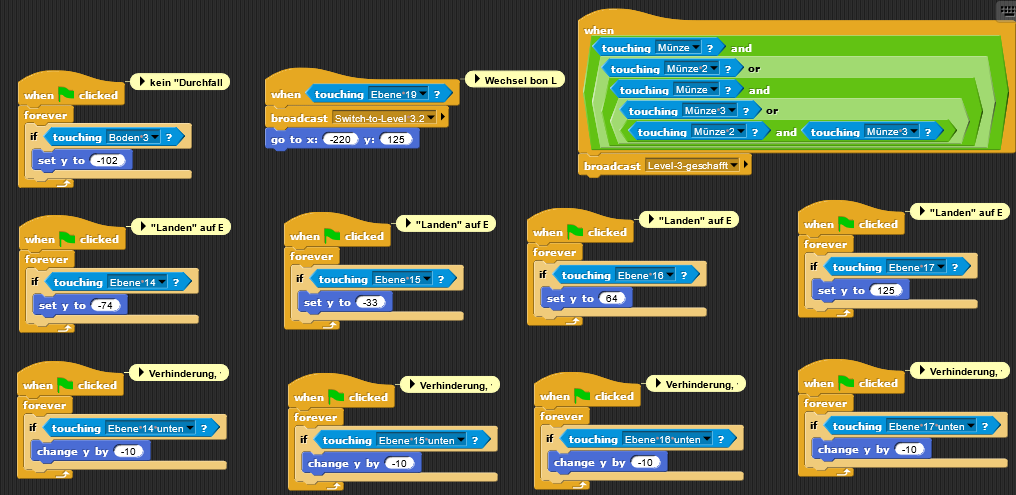 when clicked
kein "Durchfall
forever
if touching Boden 3 ?
set y to -102
when touching Ebene 19 ?
Wechsel bon L
broadcast Switch-to-Level 3.2
go to x: -220 y: 125
when
touching Münze ? and
touching Münze 2 ? or
touching Münze ? and
touching Münze 3 ? or
touching Münze 2 ? and touching Münze 3 ?
broadcast Level-3-geschafft
when clicked
"Landen" auf E
forever
if touching Ebene 14 ?
set y to -74
when clicked
"Landen" auf E
forever
if touching Ebene 15 ?
set y to -33
when clicked
"Landen" auf E
forever
if touching Ebene 16 ?
set y to 64
when clicked
"Landen" auf E
forever
if touching Ebene 17 ?
set y to 125
when clicked
Verhinderung,
forever
if touching Ebene 14 unten ?
change y by -10
when clicked
Verhinderung,
forever
if touching Ebene 15 unten ?
change y by -10
when clicked
Verhinderung,
forever
if touching Ebene 16 unten ?
change y by -10
when clicked
Verhinderung,
forever
if touching Ebene 17 unten ?
change y by -10